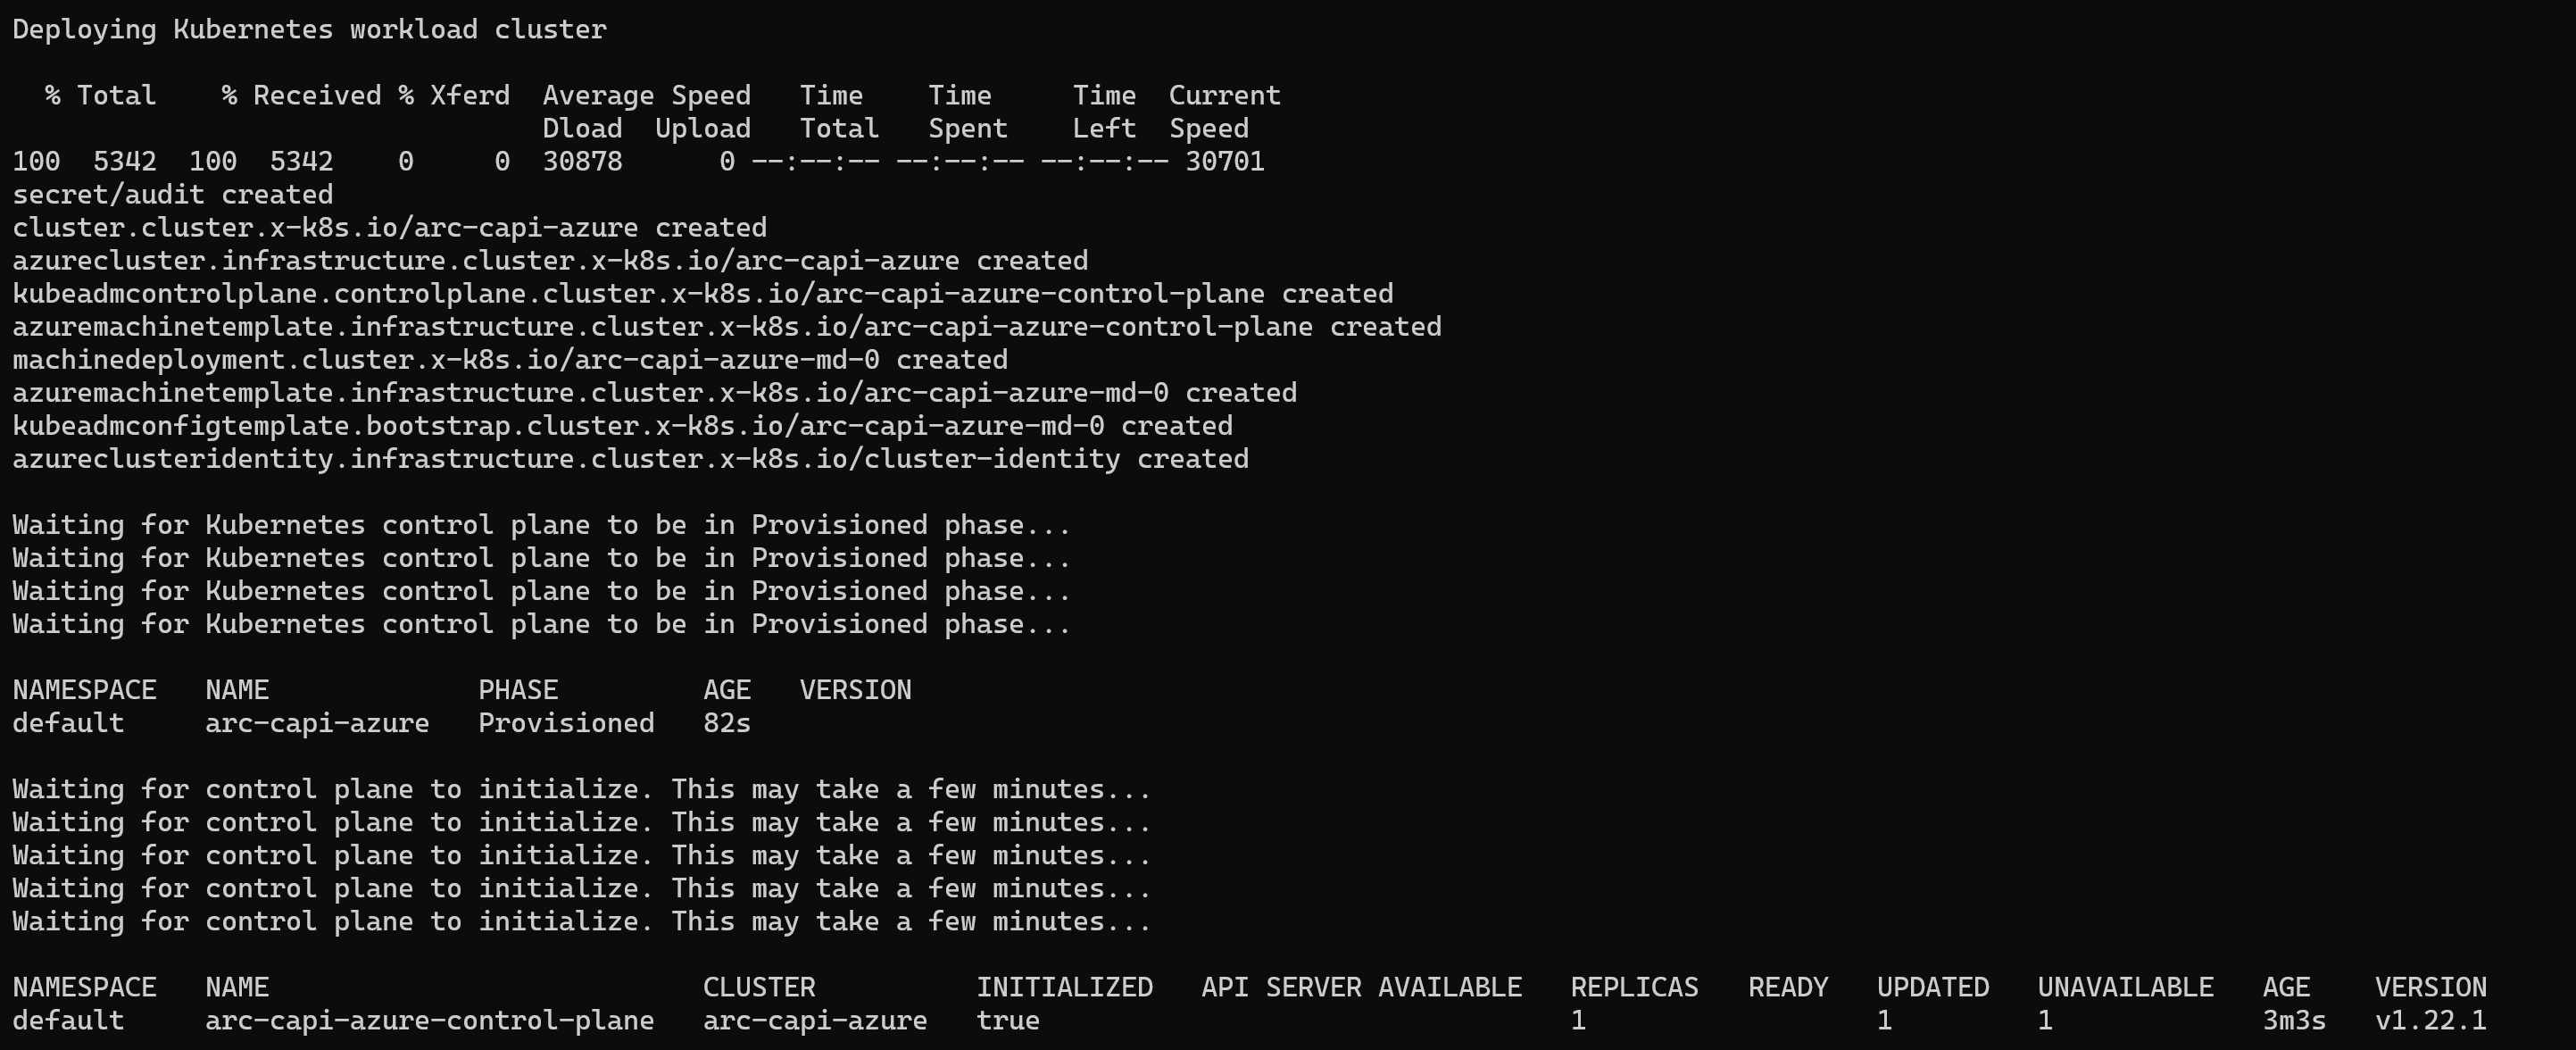 Deploying Kubernetes workload cluster
  % Total    % Received % Xferd  Average Speed   Time    Time     Time  Current
                                 Dload  Upload   Total   Spent    Left  Speed
100  5342  100  5342    0     0  30878      0 --:--:-- --:--:-- --:--:-- 30701
secret/audit created
cluster.cluster.x-k8s.io/arc-capi-azure created
azurecluster.infrastructure.cluster.x-k8s.io/arc-capi-azure created
kubeadmcontrolplane.controlplane.cluster.x-k8s.io/arc-capi-azure-control-plane created
azuremachinetemplate.infrastructure.cluster.x-k8s.io/arc-capi-azure-control-plane created
machinedeployment.cluster.x-k8s.io/arc-capi-azure-md-0 created
azuremachinetemplate.infrastructure.cluster.x-k8s.io/arc-capi-azure-md-0 created
kubeadmconfigtemplate.bootstrap.cluster.x-k8s.io/arc-capi-azure-md-0 created
azureclusteridentity.infrastructure.cluster.x-k8s.io/cluster-identity created
Waiting for Kubernetes control plane to be in Provisioned phase...
Waiting for Kubernetes control plane to be in Provisioned phase...
Waiting for Kubernetes control plane to be in Provisioned phase...
Waiting for Kubernetes control plane to be in Provisioned phase...
NAMESPACE   NAME             PHASE         AGE   VERSION
default     arc-capi-azure   Provisioned   82s
Waiting for control plane to initialize. This may take a few minutes...
Waiting for control plane to initialize. This may take a few minutes...
Waiting for control plane to initialize. This may take a few minutes...
Waiting for control plane to initialize. This may take a few minutes...
Waiting for control plane to initialize. This may take a few minutes...
NAMESPACE   NAME                           CLUSTER          INITIALIZED   API SERVER AVAILABLE   REPLICAS   READY   UPDATED   UNAVAILABLE   AGE    VERSION
default     arc-capi-azure-control-plane   arc-capi-azure   true                                 1                  1         1             3m3s   v1.22.1